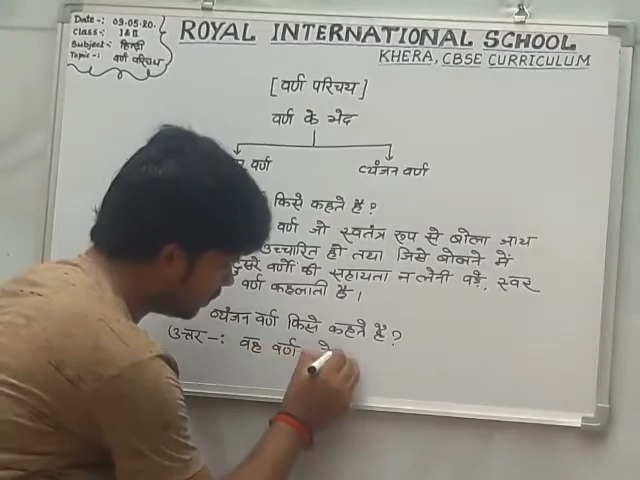 Date-: 09.05.20.
Class-: I & II
Subject-: हिन्दी
Topic-: वर्ण परिचय
ROYAL INTERNATIONAL SCHOOL
KHERA, CBSE CURRICULUM
[वर्ण परिचय]
वर्ण के भेद
वर्ण व्यंजन वर्ण
किसे कहते है?
वर्ण जो स्वतंत्र रूप से बोला जाय
उच्चारित हो तथा जिसे बोलने में
दुसरे वर्णो की सहायता न लेनी पड़े, स्वर
वर्ण कहलाती है।
व्यंजन वर्ण किसे कहते है?
उत्तर-: वह वर्ण